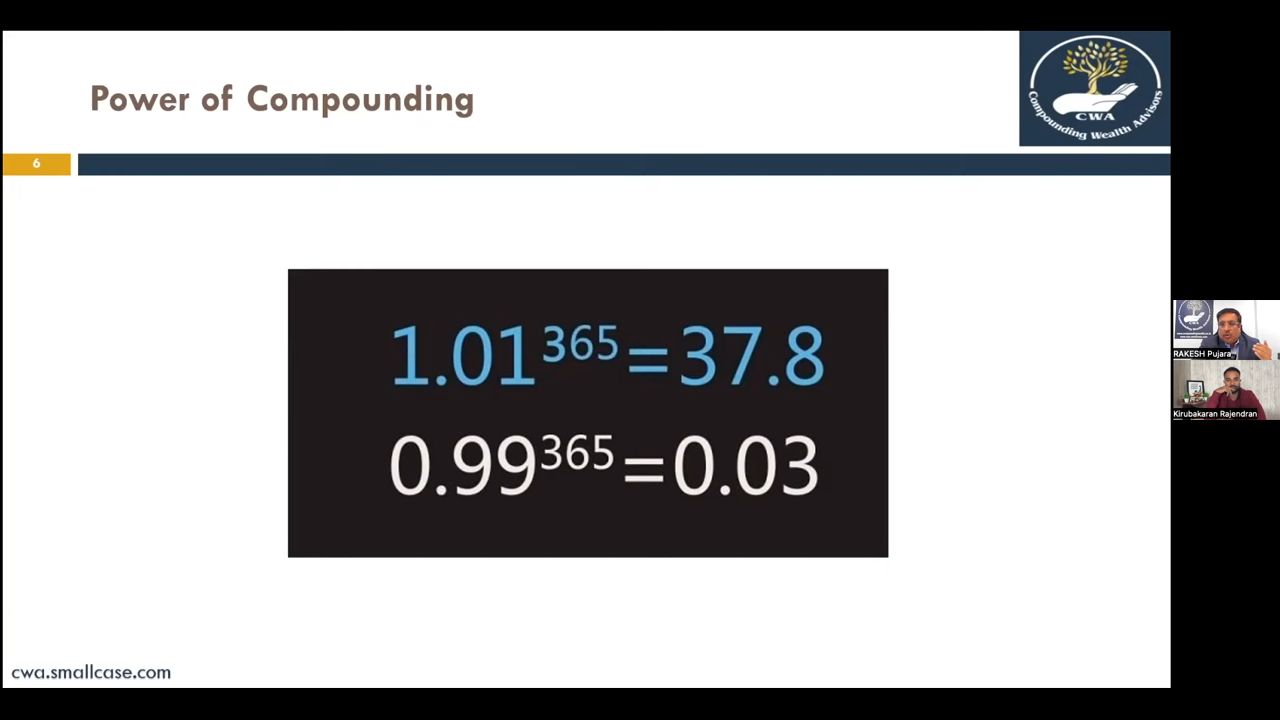 Power of Compounding
CWA
Compounding Wealth Advisors
6
1.01³⁶⁵=37.8
0.99³⁶⁵=0.03
RAKESH Pujara
Kirubakaran Rajendran
cwa.smallcase.com